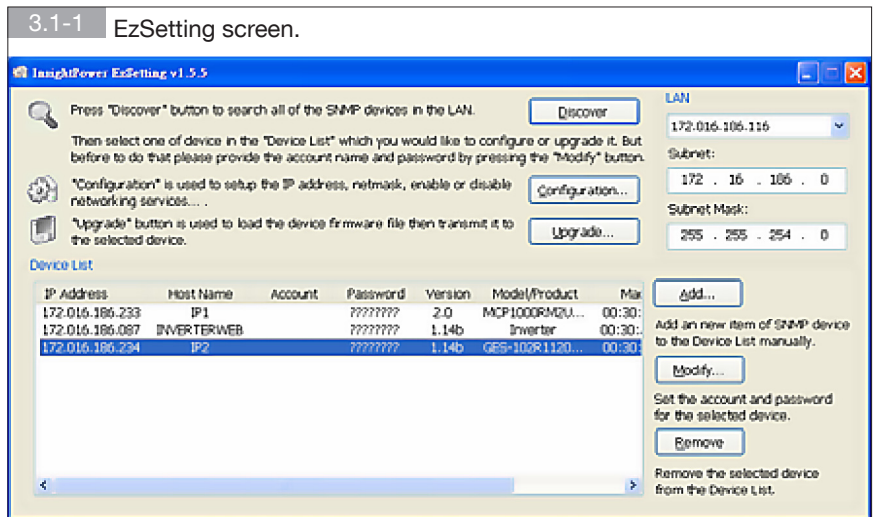 3.1-1 EzSetting screen.
InsightPower EzSetting v1.5.5
Press "Discover" button to search all of the SNMP devices in the LAN.
Discover
Then select one of device in the "Device List" which you would like to configure or upgrade it. But
before to do that please provide the account name and password by pressing the "Modify" button.
"Configuration" is used to setup the IP address, netmask, enable or disable
networking services... .
Configuration...
"Upgrade" button is used to load the device firmware file then transmit it to
the selected device.
Upgrade...
LAN
172.016.186.116
Subnet:
172 . 16 . 186 . 0
Subnet Mask:
255 . 255 . 254 . 0
Device List
IP Address Host Name Account Password Version Model/Product Mac
172.016.186.233 IP1 ???????? 2.0 MCP1000RM2U... 00:30:
172.016.186.087 INVERTERWEB ???????? 1.14b Inverter 00:30:
172.016.186.234 IP2 ???????? 1.14b GES-102R1120... 00:30:
Add...
Add an new item of SNMP device
to the Device List manually.
Modify...
Set the account and password
for the selected device.
Remove
Remove the selected device
from the Device List.